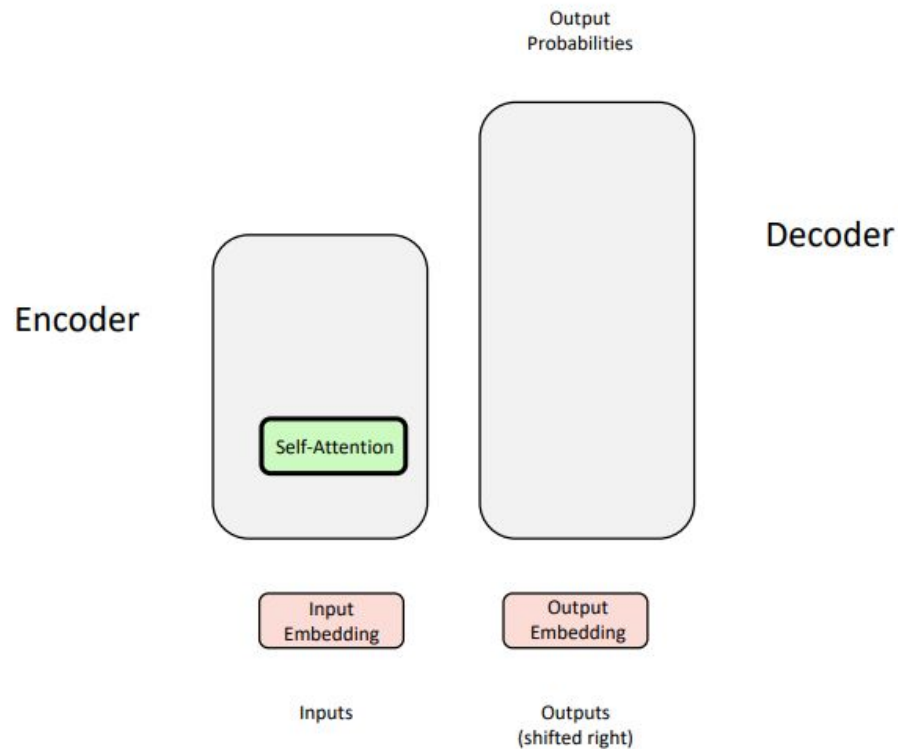 Output
Probabilities
Decoder
Encoder
Self-Attention
Input
Embedding
Output
Embedding
Inputs
Outputs
(shifted right)